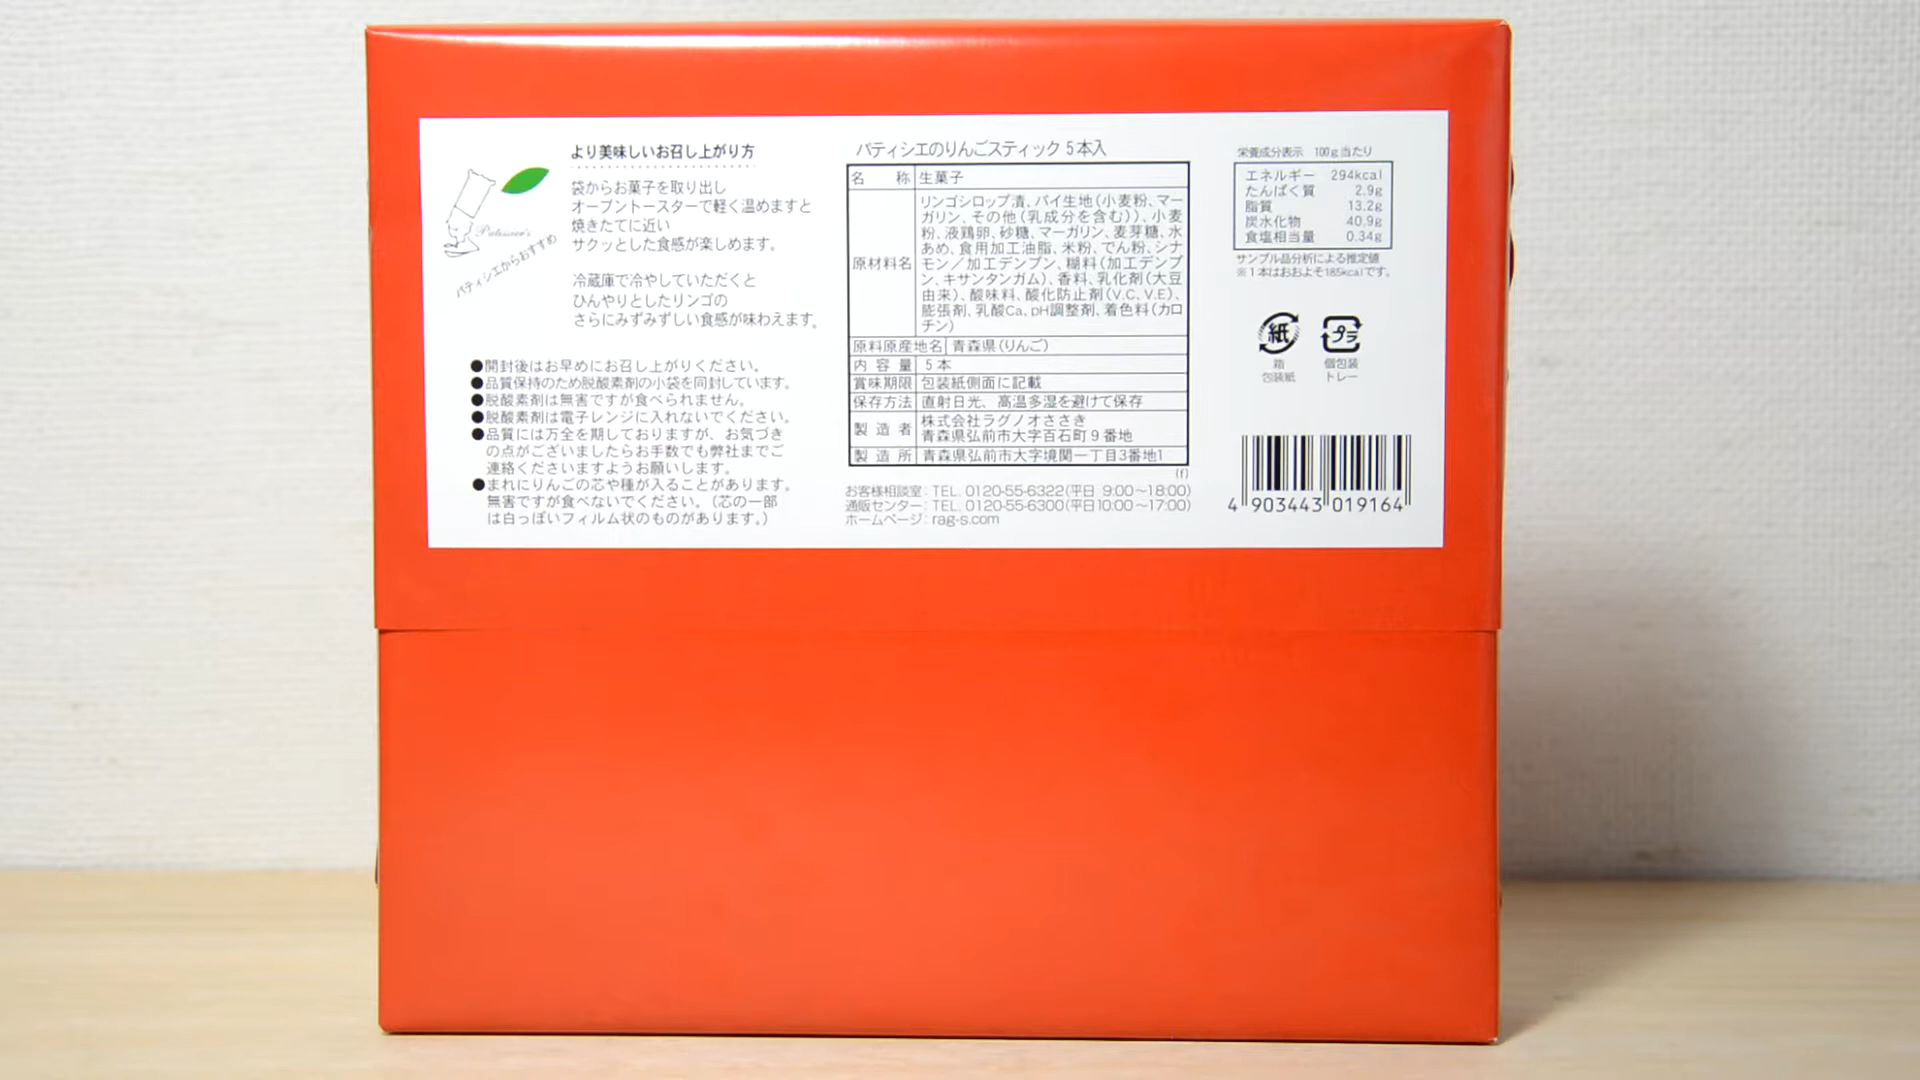 より美味しいお召し上がり方
袋からお菓子を取り出し
オーブントースターで軽く温めますと
焼きたてに近い
サクッとした食感が楽しめます。
Patissier's
パティシエからおすすめ
冷蔵庫で冷やしていただくと
ひんやりとしたリンゴの
さらにみずみずしい食感が味わえます。
●開封後はお早めにお召し上がりください。
●品質保持のため脱酸素剤の小袋を同封しています。
●脱酸素剤は無害ですが食べられません。
●脱酸素剤は電子レンジに入れないでください。
●品質には万全を期しておりますが、お気づき
の点がございましたらお手数でも弊社までご
連絡くださいますようお願いします。
●まれにりんごの芯や種が入ることがあります。
無害ですが食べないでください。(芯の一部
は白っぽいフィルム状のものがあります。)
パティシエのりんごスティック 5本入
名称 生菓子
原材料名
リンゴシロップ漬、パイ生地(小麦粉、マー
ガリン、その他(乳成分を含む))、小麦
粉、液鶏卵、砂糖、マーガリン、麦芽糖、水
あめ、食用加工油脂、米粉、でん粉、シナ
モン/加工デンプン、糊料(加工デンプ
ン、キサンタンガム)、香料、乳化剤(大豆
由来)、酸味料、酸化防止剤(V.C、V.E)、
膨張剤、乳酸Ca、pH調整剤、着色料(カロ
チン)
原料原産地名 青森県(りんご)
内容量 5本
賞味期限 包装紙側面に記載
保存方法 直射日光、高温多湿を避けて保存
製造者 株式会社ラグノオささき
青森県弘前市大字百石町9番地
製造所 青森県弘前市大字境関一丁目3番地1
(f)
お客様相談室: TEL. 0120-55-6322(平日 9:00~18:00)
通販センター: TEL. 0120-55-6300(平日10:00~17:00)
ホームページ: rag-s.com
栄養成分表示 100g当たり
エネルギー 294kcal
たんぱく質 2.9g
脂質 13.2g
炭水化物 40.9g
食塩相当量 0.34g
サンプル品分析による推定値
※1本はおおよそ185kcalです。
紙 プラ
箱 個包装
包装紙 トレー
4 903443 019164